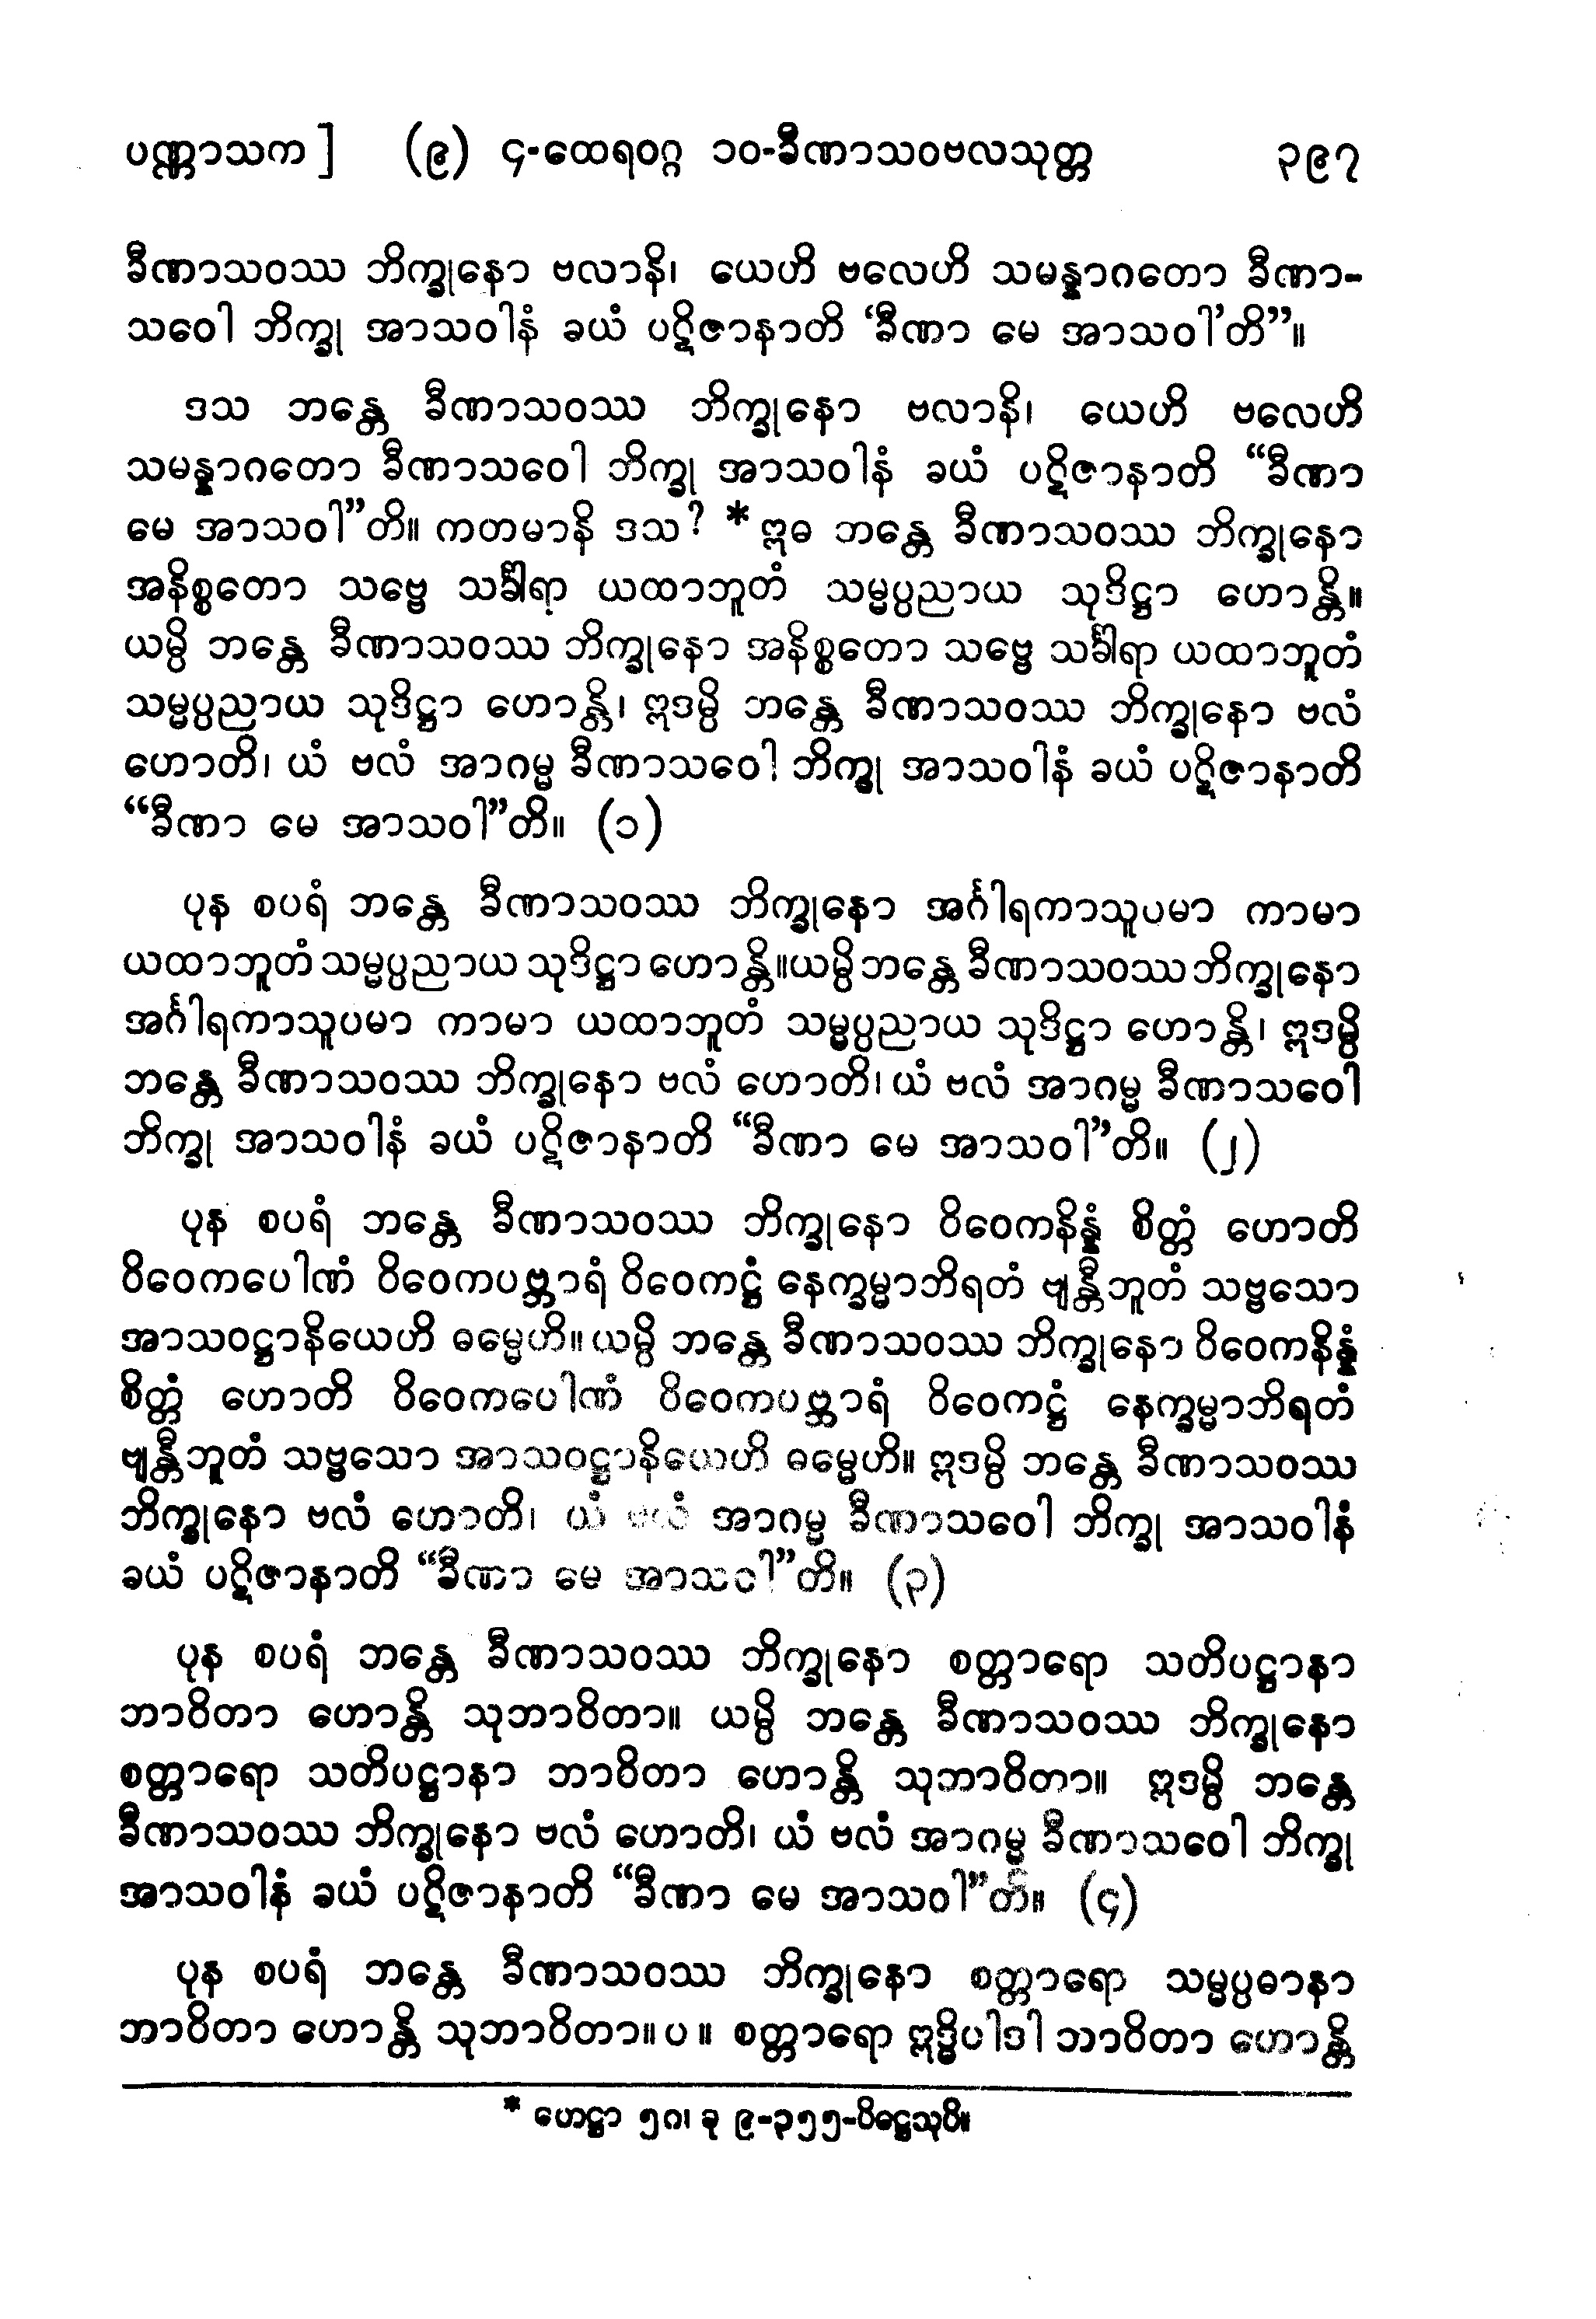 ပဏ္ဏာသက] (၉) ၄-ထေရဝဂ္ဂ ၁၀-ခီဏာသဝဗလသုတ္တ ၃၉၇
ခီဏာသဝဿ ဘိက္ခုနော ဗလာနိ၊ ယေဟိ ဗလေဟိ သမန္နာဂတော ခီဏာ-
သဝေါ ဘိက္ခု အာသဝါနံ ခယံ ပဋိဇာနာတိ ‘ခီဏာ မေ အာသဝါ’တိ”။
ဒသ ဘန္တေ ခီဏာသဝဿ ဘိက္ခုနော ဗလာနိ၊ ယေဟိ ဗလေဟိ
သမန္နာဂတော ခီဏာသဝေါ ဘိက္ခု အာသဝါနံ ခယံ ပဋိဇာနာတိ “ခီဏာ
မေ အာသဝါ”တိ။ ကတမာနိ ဒသ? *ဣဓ ဘန္တေ ခီဏာသဝဿ ဘိက္ခုနော
အနိစ္စတော သဗ္ဗေ သင်္ခါရာ ယထာဘူတံ သမ္မပ္ပညာယ သုဒိဋ္ဌာ ဟောန္တိ။
ယမ္ပိ ဘန္တေ ခီဏာသဝဿ ဘိက္ခုနော အနိစ္စတော သဗ္ဗေ သင်္ခါရာ ယထာဘူတံ
သမ္မပ္ပညာယ သုဒိဋ္ဌာ ဟောန္တိ၊ ဣဒမ္ပိ ဘန္တေ ခီဏာသဝဿ ဘိက္ခုနော ဗလံ
ဟောတိ၊ ယံ ဗလံ အာဂမ္မ ခီဏာသဝေါ ဘိက္ခု အာသဝါနံ ခယံ ပဋိဇာနာတိ
“ခီဏာ မေ အာသဝါ”တိ။ (၁)
ပုန စပရံ ဘန္တေ ခီဏာသဝဿ ဘိက္ခုနော အင်္ဂါရကာသူပမာ ကာမာ
ယထာဘူတံ သမ္မပ္ပညာယ သုဒိဋ္ဌာ ဟောန္တိ။ယမ္ပိ ဘန္တေ ခီဏာသဝဿ ဘိက္ခုနော
အင်္ဂါရကာသူပမာ ကာမာ ယထာဘူတံ သမ္မပ္ပညာယ သုဒိဋ္ဌာ ဟောန္တိ၊ ဣဒမ္ပိ
ဘန္တေ ခီဏာသဝဿ ဘိက္ခုနော ဗလံ ဟောတိ၊ ယံ ဗလံ အာဂမ္မ ခီဏာသဝေါ
ဘိက္ခု အာသဝါနံ ခယံ ပဋိဇာနာတိ “ခီဏာ မေ အာသဝါ”တိ။ (၂)
ပုန စပရံ ဘန္တေ ခီဏာသဝဿ ဘိက္ခုနော ဝိဝေကနိန္နံ စိတ္တံ ဟောတိ
ဝိဝေကပေါဏံ ဝိဝေကပဗ္ဘာရံ ဝိဝေကဋ္ဌံ နေက္ခမ္မာဘိရတံ ဗျန္တီဘူတံ သဗ္ဗသော
အာသဝဋ္ဌာနိယေဟိ ဓမ္မေဟိ။ ယမ္ပိ ဘန္တေ ခီဏာသဝဿ ဘိက္ခုနော ဝိဝေကနိန္နံ
စိတ္တံ ဟောတိ ဝိဝေကပေါဏံ ဝိဝေကပဗ္ဘာရံ ဝိဝေကဋ္ဌံ နေက္ခမ္မာဘိရတံ
ဗျန္တီဘူတံ သဗ္ဗသော အာသဝဋ္ဌာနိယေဟိ ဓမ္မေဟိ။ ဣဒမ္ပိ ဘန္တေ ခီဏာသဝဿ
ဘိက္ခုနော ဗလံ ဟောတိ၊ ယံ ဗလံ အာဂမ္မ ခီဏာသဝေါ ဘိက္ခု အာသဝါနံ
ခယံ ပဋိဇာနာတိ “ခီဏာ မေ အာသဝါ”တိ။ (၃)
ပုန စပရံ ဘန္တေ ခီဏာသဝဿ ဘိက္ခုနော စတ္တာရော သတိပဋ္ဌာနာ
ဘာဝိတာ ဟောန္တိ သုဘာဝိတာ။ ယမ္ပိ ဘန္တေ ခီဏာသဝဿ ဘိက္ခုနော
စတ္တာရော သတိပဋ္ဌာနာ ဘာဝိတာ ဟောန္တိ သုဘာဝိတာ။ ဣဒမ္ပိ ဘန္တေ
ခီဏာသဝဿ ဘိက္ခုနော ဗလံ ဟောတိ၊ ယံ ဗလံ အာဂမ္မ ခီဏာသဝေါ ဘိက္ခု
အာသဝါနံ ခယံ ပဋိဇာနာတိ “ခီဏာ မေ အာသဝါ”တိ။ (၄)
ပုန စပရံ ဘန္တေ ခီဏာသဝဿ ဘိက္ခုနော စတ္တာရော သမ္မပ္ပဓာနာ
ဘာဝိတာ ဟောန္တိ သုဘာဝိတာ။ ပ ။ စတ္တာရော ဣဒ္ဓိပါဒါ ဘာဝိတာ ဟောန္တိ
* ဟေဋ္ဌာ ၅ဂ၊ ခု ၉-၃၅၅-ပိဋ္ဌေသုပိ။